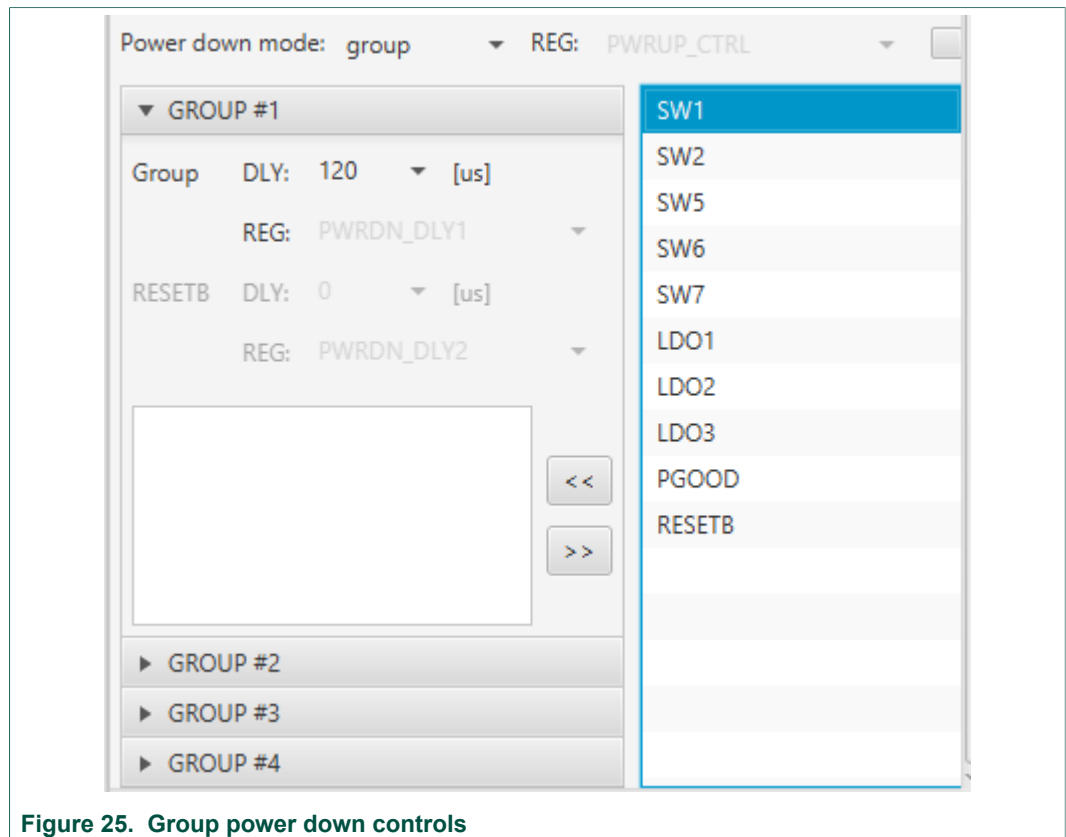 Power down mode: group REG: PWRUP_CTRL
GROUP #1
Group DLY: 120 [us]
REG: PWRDN_DLY1
RESETB DLY: 0 [us]
REG: PWRDN_DLY2
<<
>>
GROUP #2
GROUP #3
GROUP #4
SW1
SW2
SW5
SW6
SW7
LDO1
LDO2
LDO3
PGOOD
RESETB
Figure 25. Group power down controls